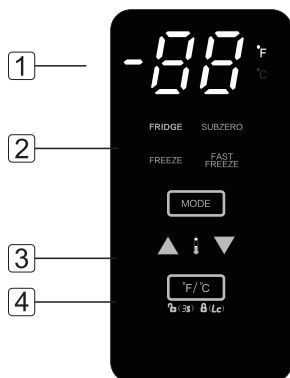 -88 °F
°C
1
FRIDGE SUBZERO
2
FREEZE FAST FREEZE
MODE
3
°F/°C
4
(3s) (Lc)